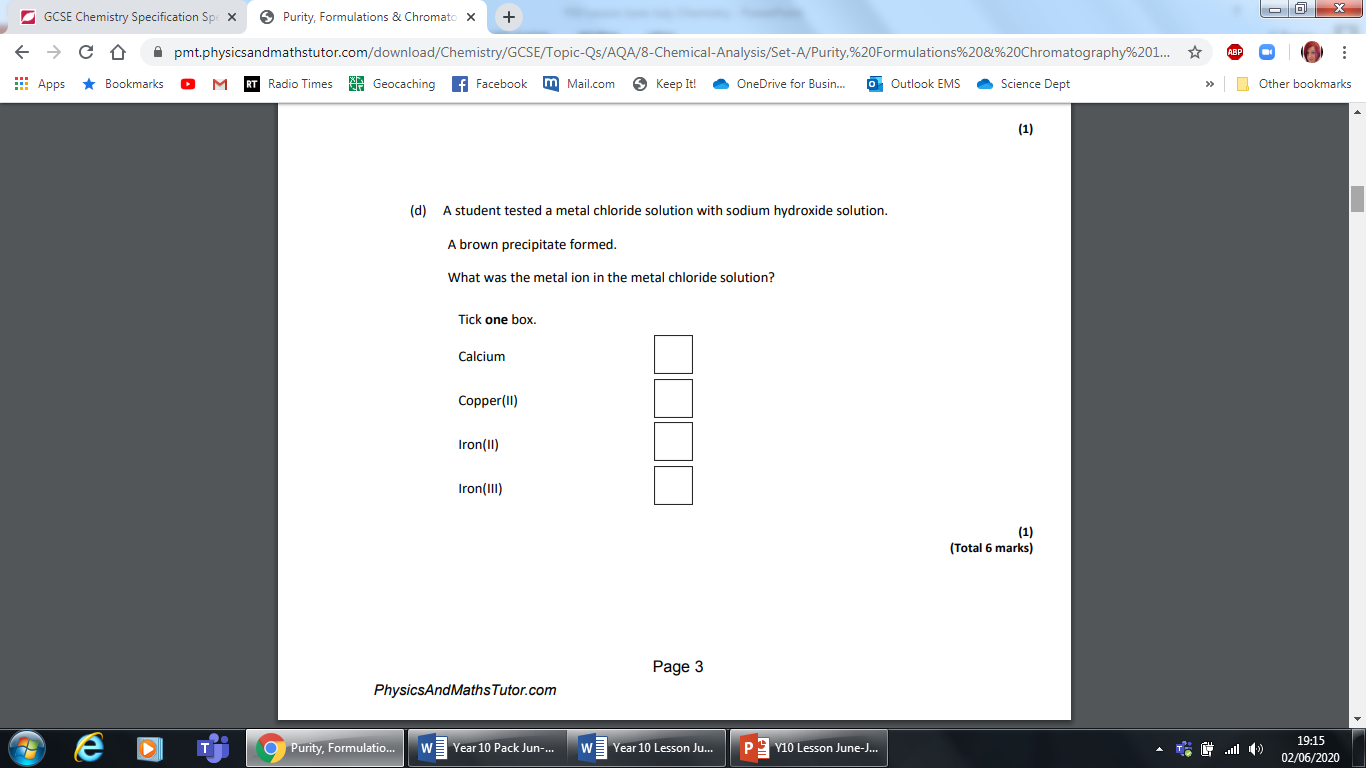 GCSE Chemistry Specification Spe
Purity, Formulations & Chromato
pmt.physicsandmathstutor.com/download/Chemistry/GCSE/Topic-Qs/AQA/8-Chemical-Analysis/Set-A/Purity,%20Formulations%20&%20Chromatography%201...
ABP
Apps
Bookmarks
RT Radio Times
Geocaching
Facebook
Mail.com
Keep It!
OneDrive for Busin...
Outlook EMS
Science Dept
»
Other bookmarks
(1)
(d) A student tested a metal chloride solution with sodium hydroxide solution.
A brown precipitate formed.
What was the metal ion in the metal chloride solution?
Tick one box.
Calcium
Copper(II)
Iron(II)
Iron(III)
(1)
(Total 6 marks)
Page 3
PhysicsAndMathsTutor.com
Purity, Formulatio...
Year 10 Pack Jun-...
Year 10 Lesson Ju...
Y10 Lesson June-J...
19:15
02/06/2020